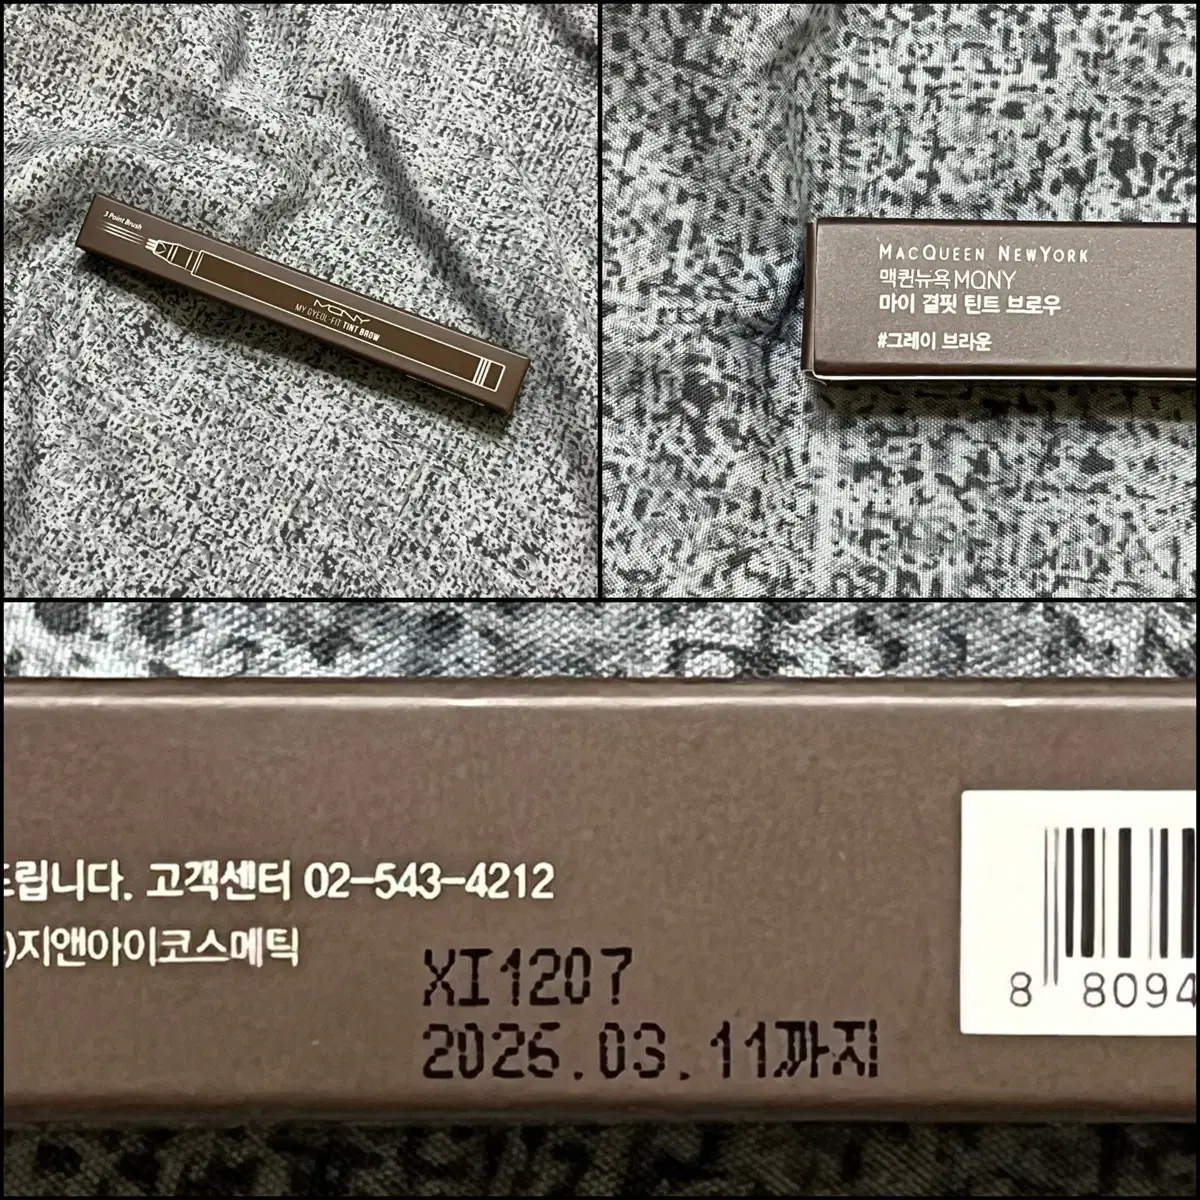 3 Point Brush
MQNY
MY GYEOL-FIT TINT BROW
MACQUEEN NEWYORK
맥퀸뉴욕 MQNY
마이 결핏 틴트 브로우
#그레이 브라운
드립니다. 고객센터 02-543-4212
)지앤아이코스메틱
XI1207
03.11까지
8 8094